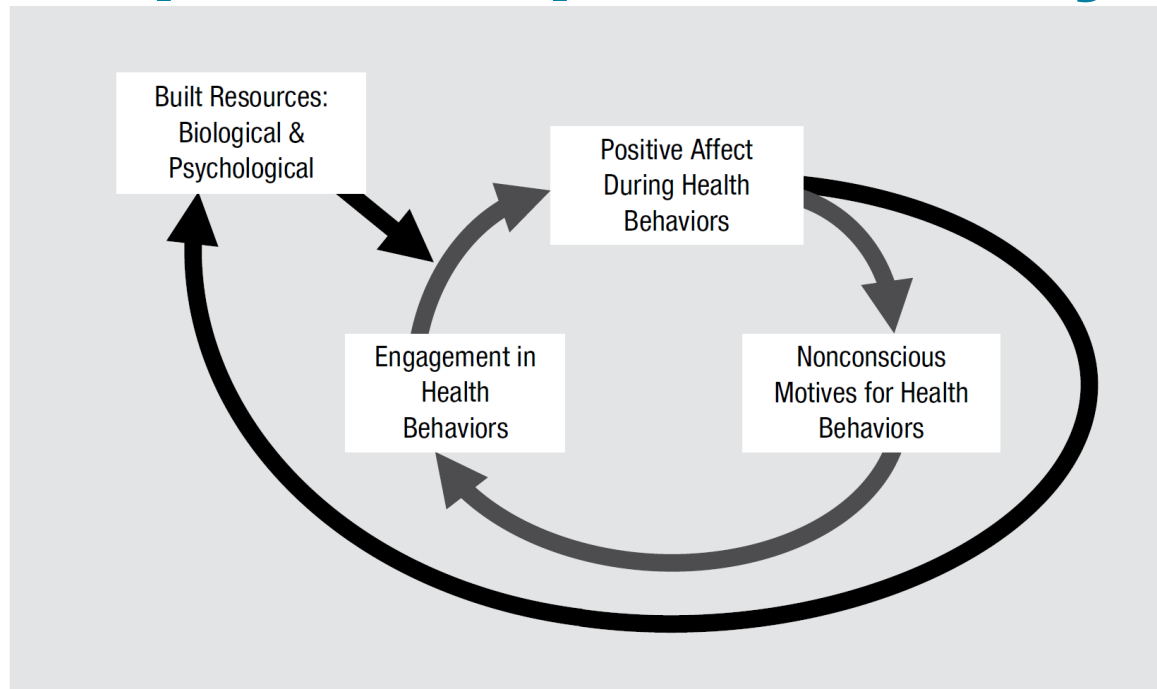 Built Resources:
Biological &
Psychological
Positive Affect
During Health
Behaviors
Engagement in
Health
Behaviors
Nonconscious
Motives for Health
Behaviors